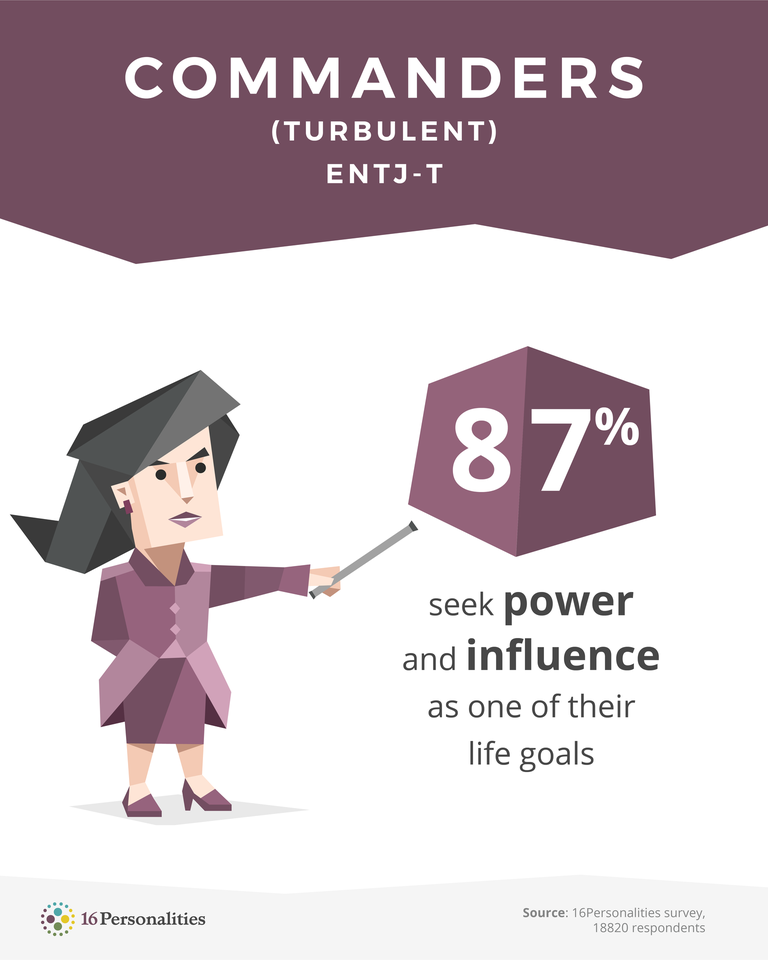 COMMANDERS
(TURBULENT)
ENTJ-T
87%
seek power
and influence
as one of their
life goals
16Personalities
Source: 16Personalities survey,
18820 respondents